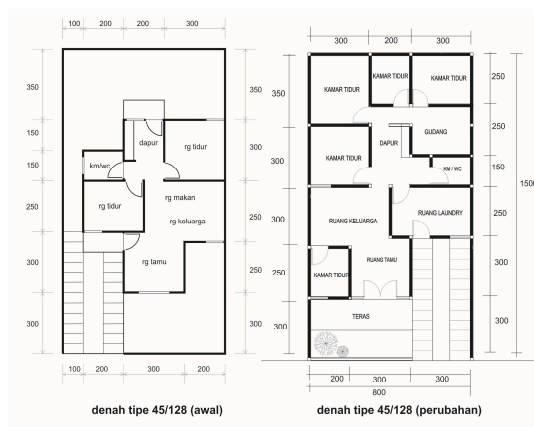 100 200 300
350
150
150
250
300
300
350
300
250
250
300
dapur
rg tidur
km/wc
rg makan
rg tidur
rg keluarga
rg tamu
100 200 300 200
denah tipe 45/128 (awal)
300 200 300
350
300
300
250
300
250
250
150
250
300
300
1500
KAMAR TIDUR
KAMAR TIDUR
KAMAR TIDUR
GUDANG
DAPUR
KAMAR TIDUR
KM / WC
RUANG KELUARGA
RUANG LAUNDRY
RUANG TAMU
KAMAR TIDUR
TERAS
200 300 300
800
denah tipe 45/128 (perubahan)